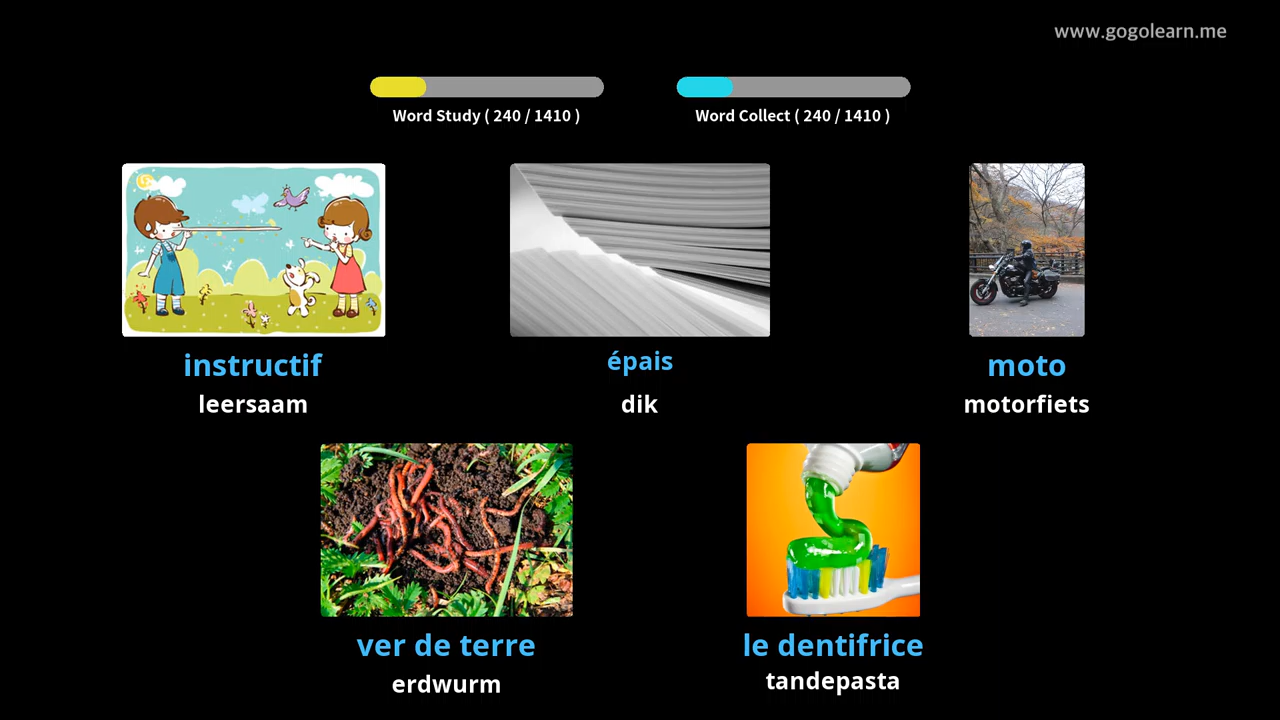 www.gogolearn.me
Word Study ( 240 / 1410 )
Word Collect ( 240 / 1410 )
instructif
leersaam
épais
dik
moto
motorfiets
ver de terre
erdwurm
le dentifrice
tandepasta